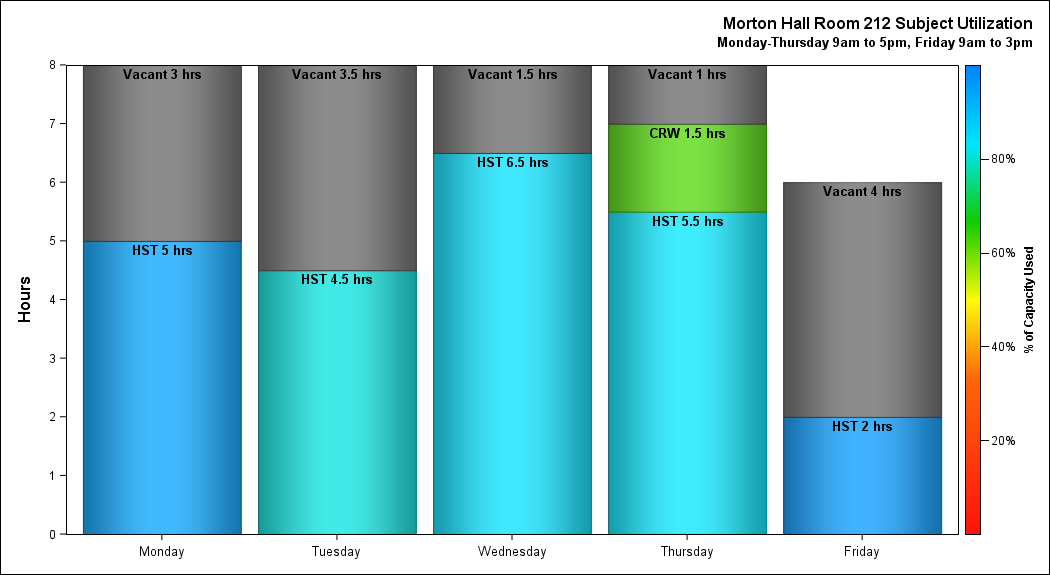 Morton Hall Room 212 Subject Utilization
Monday-Thursday 9am to 5pm, Friday 9am to 3pm
8
7
6
5
4
3
2
1
0
Hours
Vacant 3 hrs
HST 5 hrs
Vacant 3.5 hrs
HST 4.5 hrs
Vacant 1.5 hrs
HST 6.5 hrs
Vacant 1 hrs
CRW 1.5 hrs
HST 5.5 hrs
Vacant 4 hrs
HST 2 hrs
Monday
Tuesday
Wednesday
Thursday
Friday
80%
60%
40%
20%
% of Capacity Used